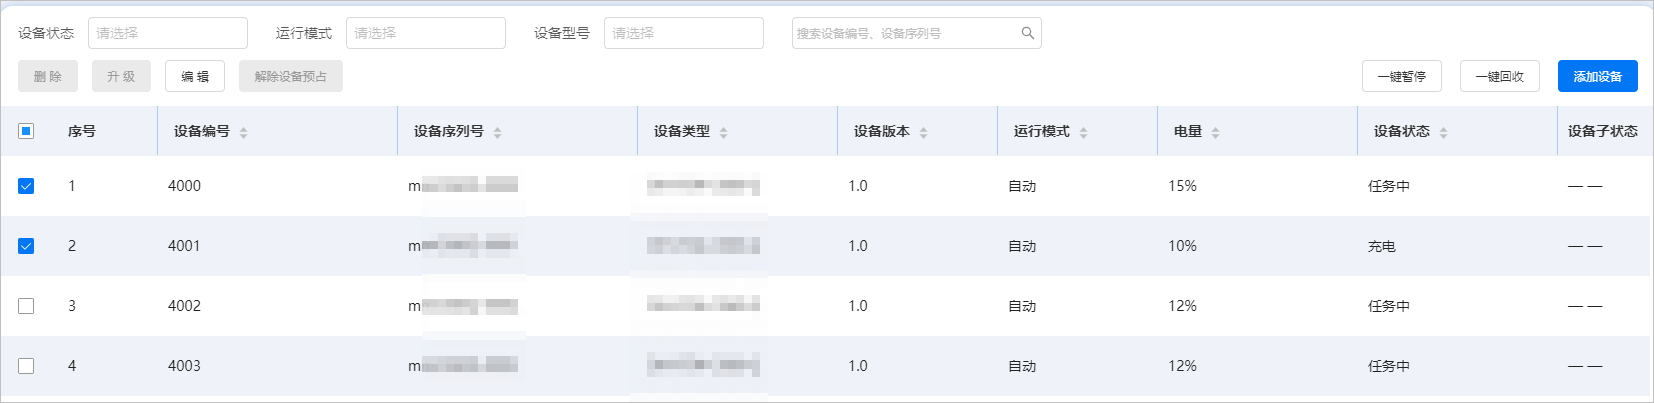 设备状态 请选择 运行模式 请选择 设备型号 请选择 搜索设备编号、设备序列号
删 除 升 级 编 辑 解除设备预占 一键暂停 一键回收 添加设备
序号 设备编号 设备序列号 设备类型 设备版本 运行模式 电量 设备状态 设备子状态
1 4000 m 1.0 自动 15% 任务中 — —
2 4001 m 1.0 自动 10% 充电 — —
3 4002 m 1.0 自动 12% 任务中 — —
4 4003 m 1.0 自动 12% 任务中 — —